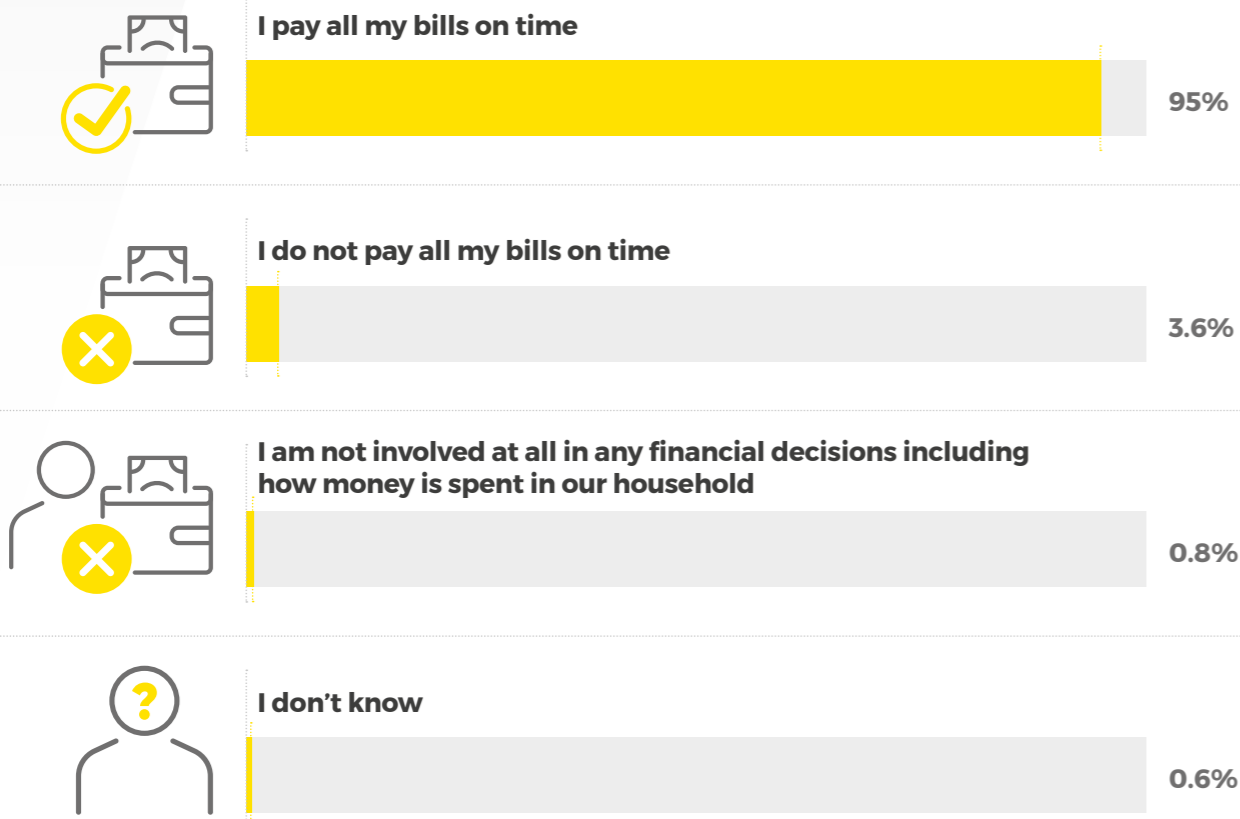 I pay all my bills on time
95%
I do not pay all my bills on time
3.6%
I am not involved at all in any financial decisions including
how money is spent in our household
0.8%
?
I don’t know
0.6%